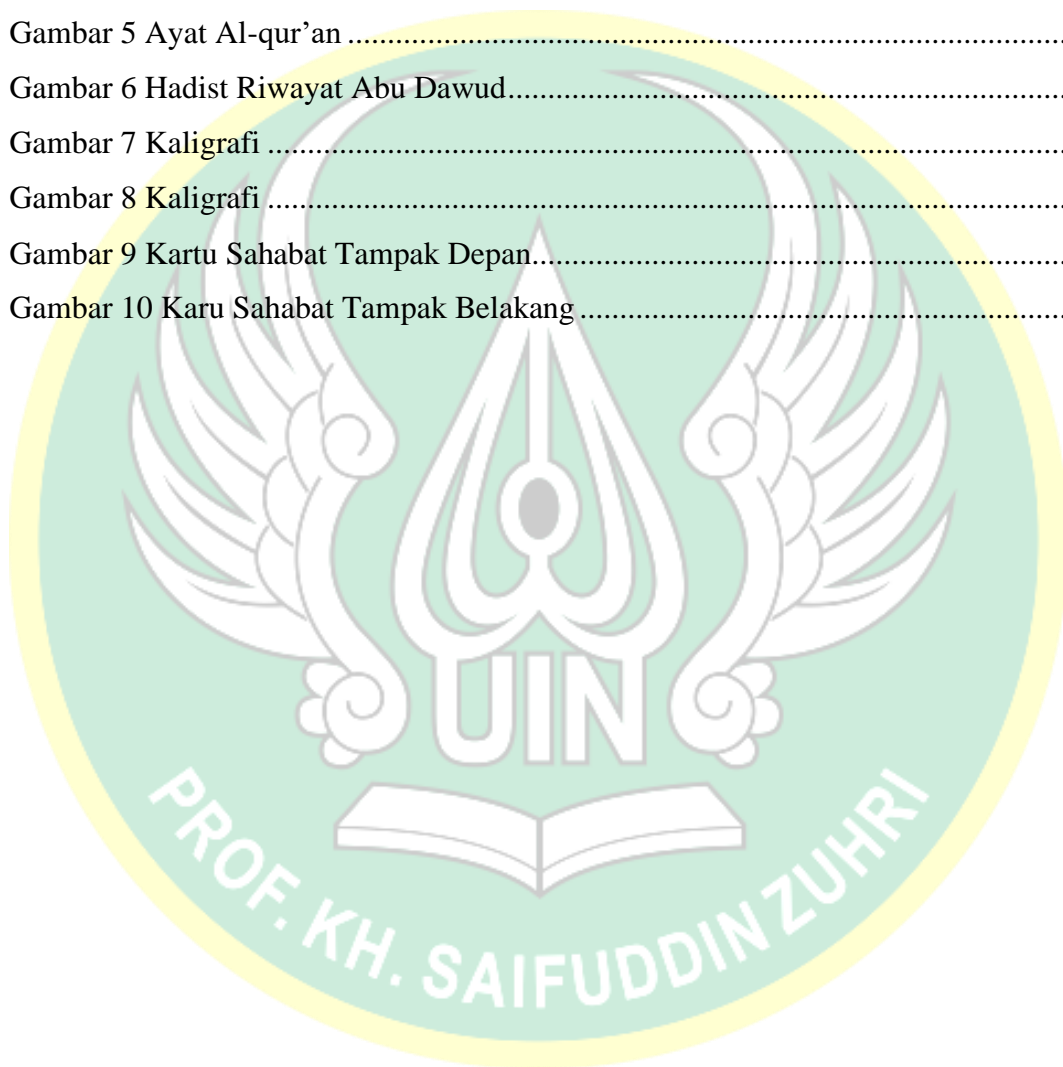 Gambar 5 Ayat Al-qur’an ........................................................................................
Gambar 6 Hadist Riwayat Abu Dawud....................................................................
Gambar 7 Kaligrafi ..................................................................................................
Gambar 8 Kaligrafi ..................................................................................................
Gambar 9 Kartu Sahabat Tampak Depan.................................................................
Gambar 10 Karu Sahabat Tampak Belakang ...........................................................
UIN
PROF. KH. SAIFUDDIN ZUHRI